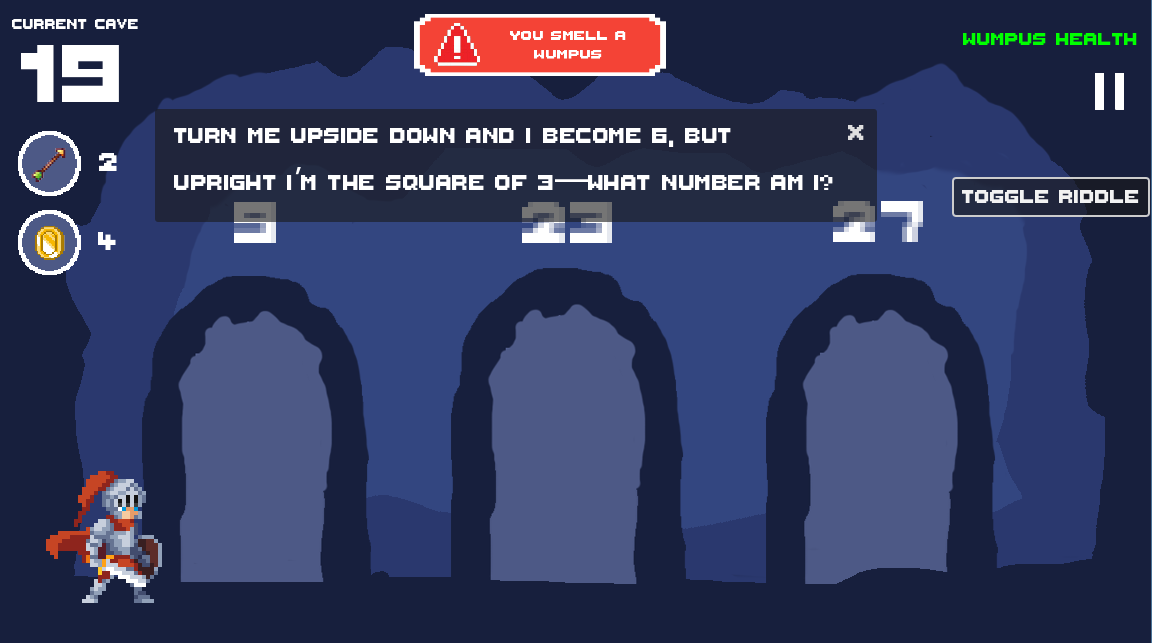 CURRENT CAVE
19
YOU SMELL A
WUMPUS
WUMPUS HEALTH
TURN ME UPSIDE DOWN AND I BECOME 6, BUT
UPRIGHT I'M THE SQUARE OF 3—WHAT NUMBER AM I?
2
TOGGLE RIDDLE
9
23
27
4